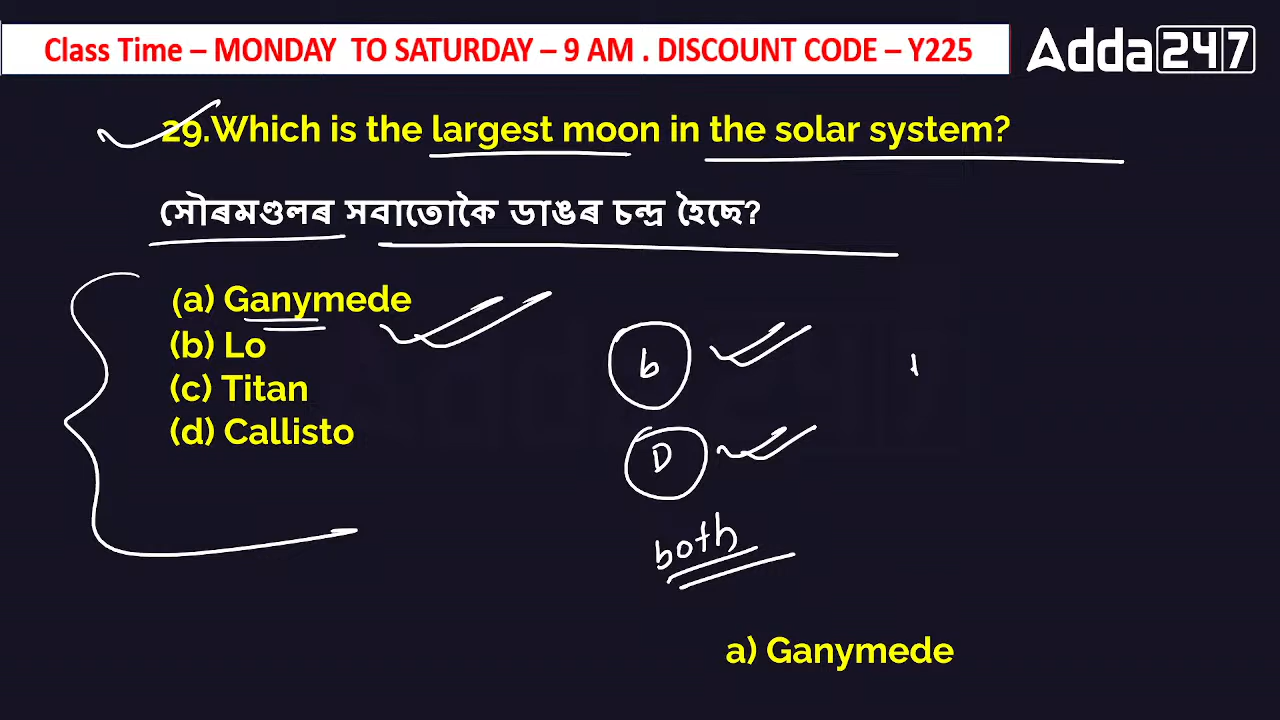 Class Time – MONDAY TO SATURDAY – 9 AM . DISCOUNT CODE – Y225
Adda247
29.Which is the largest moon in the solar system?
সৌৰমণ্ডলৰ সবাতোকৈ ডাঙৰ চন্দ্ৰ হৈছে?
(a) Ganymede
(b) Lo
(c) Titan
(d) Callisto
b
D
both
a) Ganymede